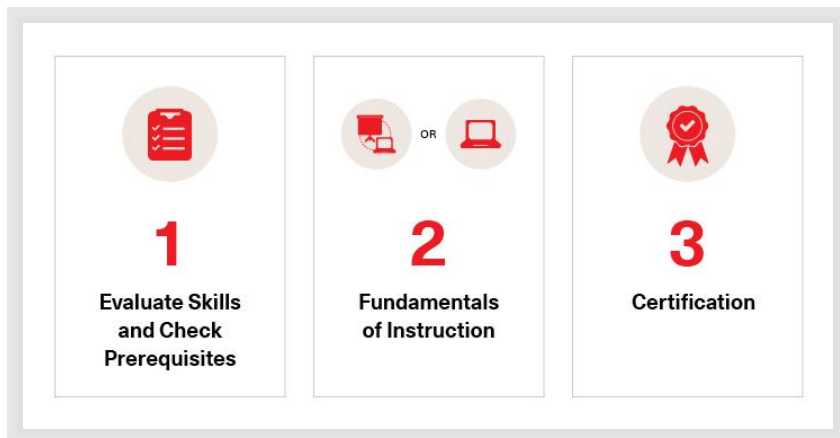 1
Evaluate Skills
and Check
Prerequisites
OR
2
Fundamentals
of Instruction
3
Certification